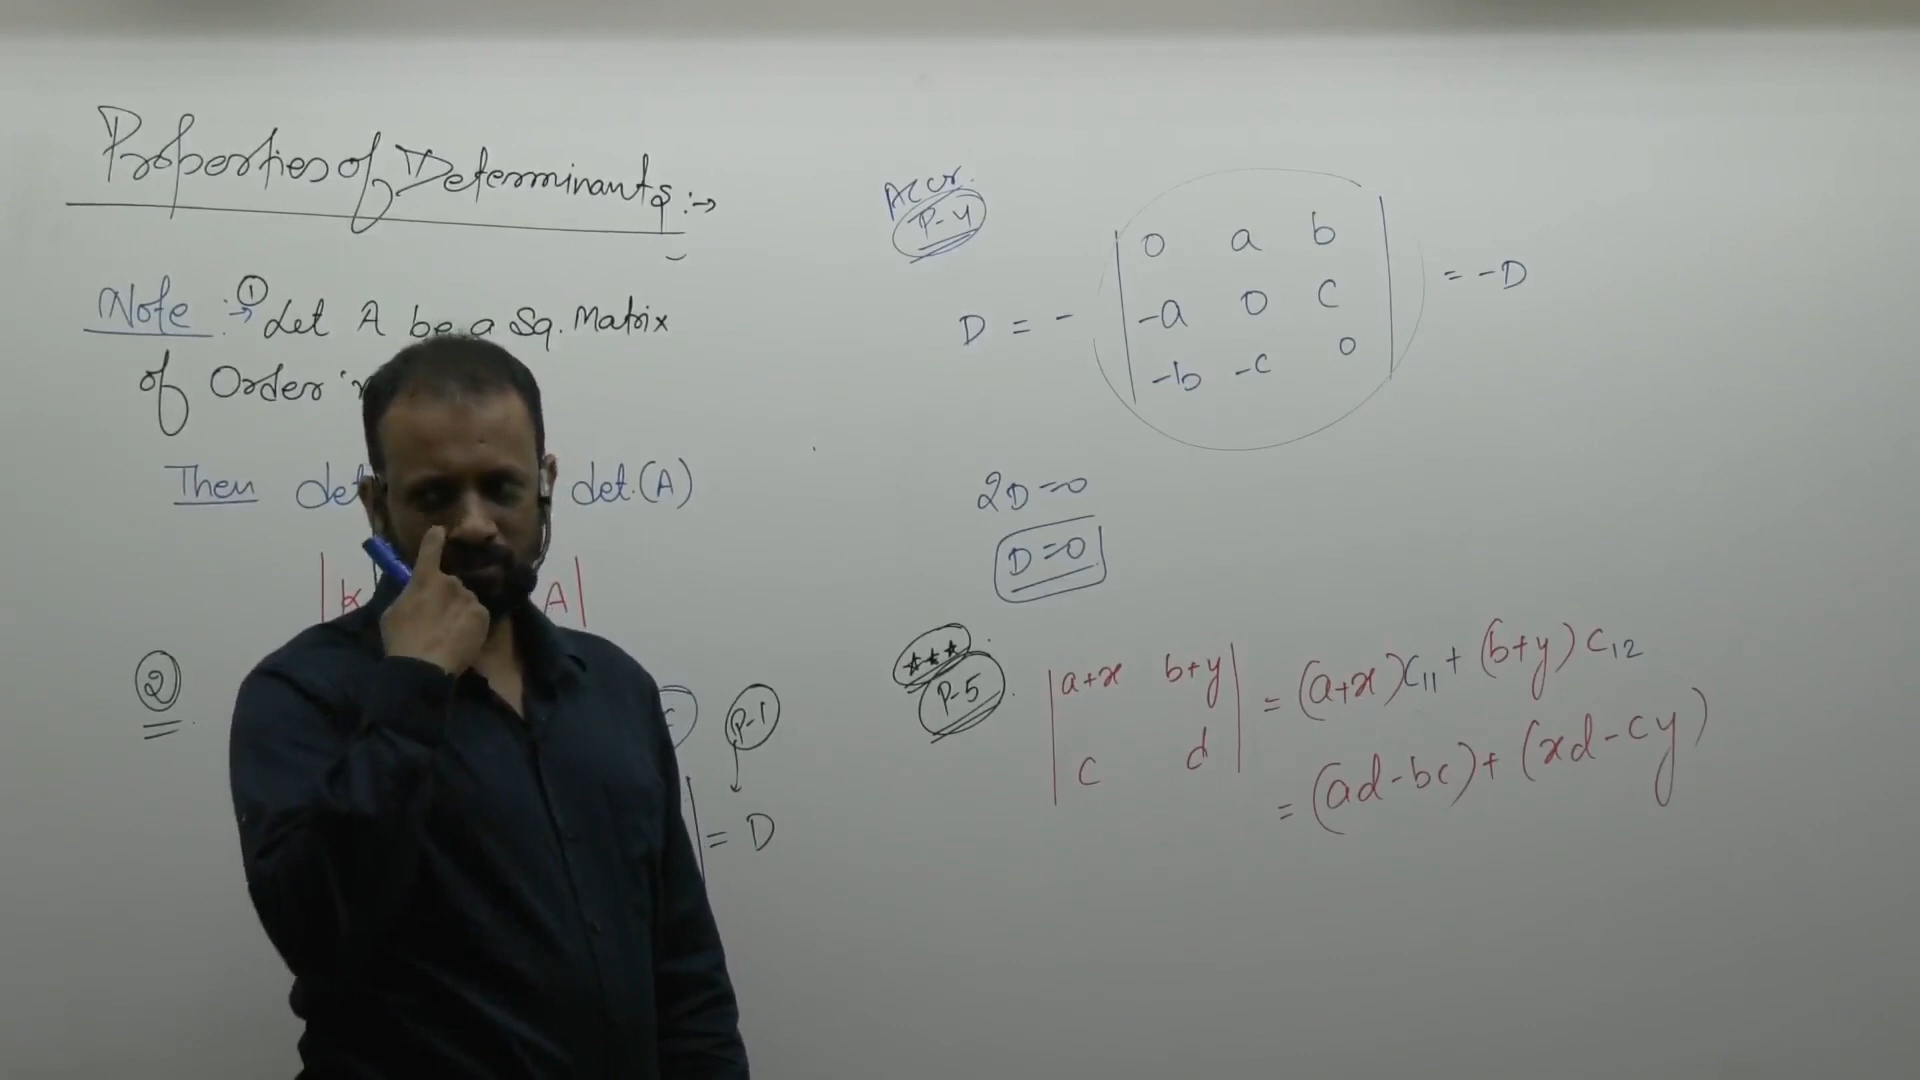 Properties of Determinants :→
Note :→ ① Let A be a Sq. Matrix
of Order
Then det det.(A)
A|
②
P-1
= D
Accor.
P-4
D = - | 0 a b | = -D
| -a 0 c |
| -b -c 0 |
2D=0
D=0
★★★
P-5
| a+x b+y | = (a+x)C₁₁ + (b+y)C₁₂
| c d |
= (ad-bc)+(xd-cy)